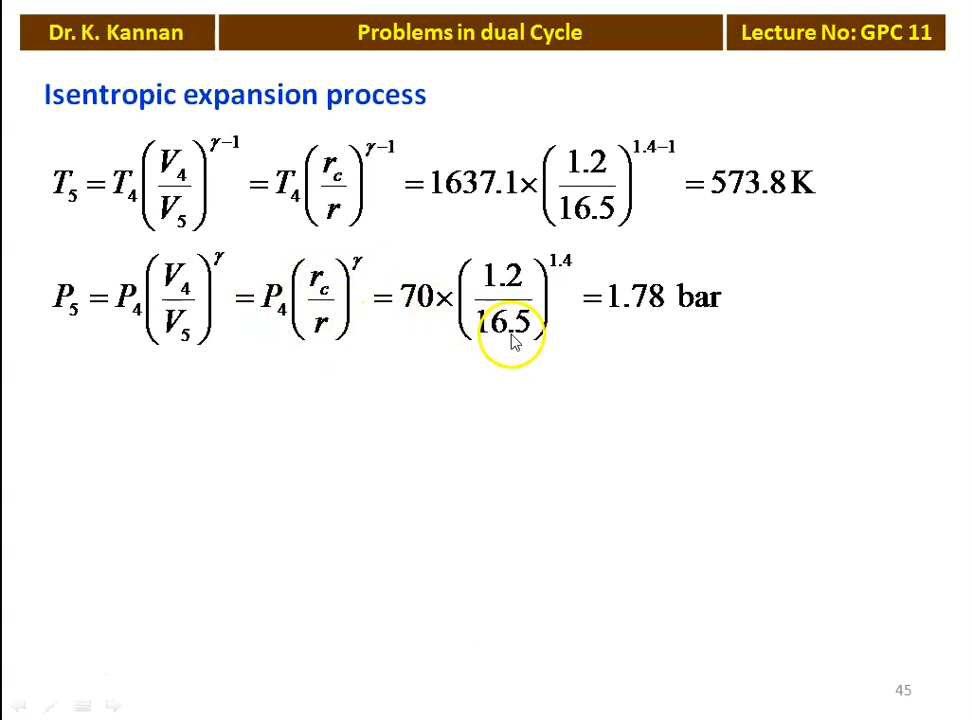 Dr. K. Kannan
Problems in dual Cycle
Lecture No: GPC 11
Isentropic expansion process
T₅ = T₄ (V₄/V₅)^(γ−1) = T₄ (r_c/r)^(γ−1) = 1637.1 × (1.2/16.5)^(1.4−1) = 573.8 K
P₅ = P₄ (V₄/V₅)^γ = P₄ (r_c/r)^γ = 70 × (1.2/16.5)^1.4 = 1.78 bar
45